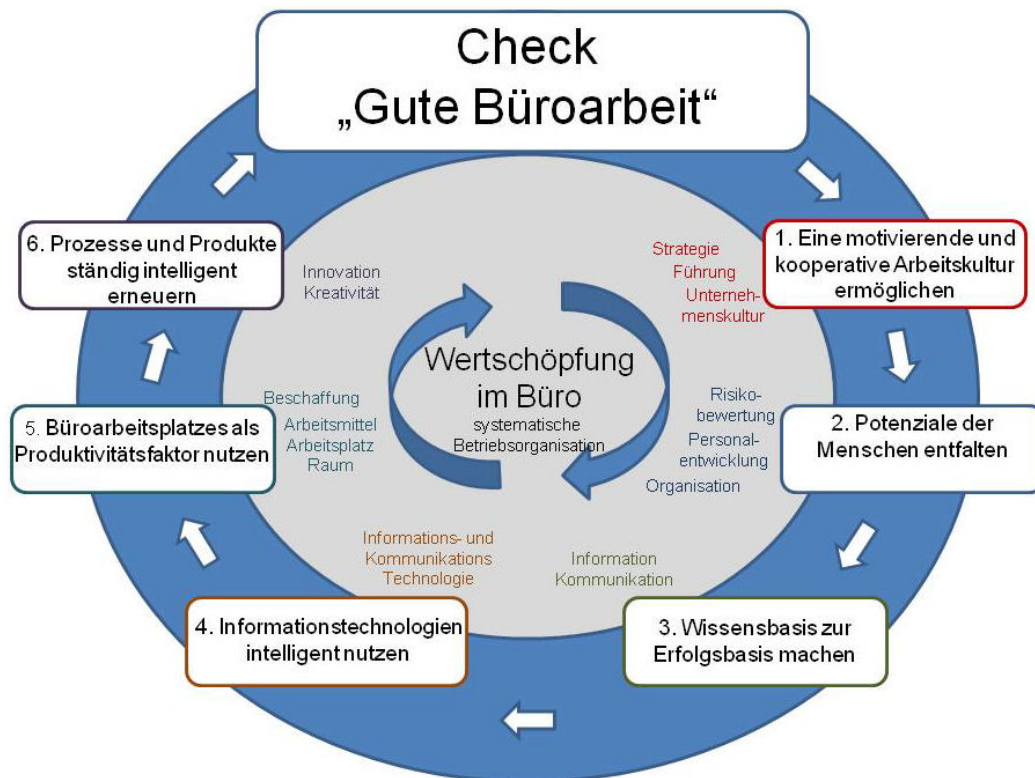 Check
„Gute Büroarbeit“
1. Eine motivierende und
kooperative Arbeitskultur
ermöglichen
2. Potenziale der
Menschen entfalten
3. Wissensbasis zur
Erfolgsbasis machen
4. Informationstechnologien
intelligent nutzen
5. Büroarbeitsplatzes als
Produktivitätsfaktor nutzen
6. Prozesse und Produkte
ständig intelligent
erneuern
Strategie
Führung
Unterneh-
menskultur
Risiko-
bewertung
Personal-
entwicklung
Organisation
Information
Kommunikation
Informations- und
Kommunikations
Technologie
Beschaffung
Arbeitsmittel
Arbeitsplatz
Raum
Innovation
Kreativität
Wertschöpfung
im Büro
systematische
Betriebsorganisation